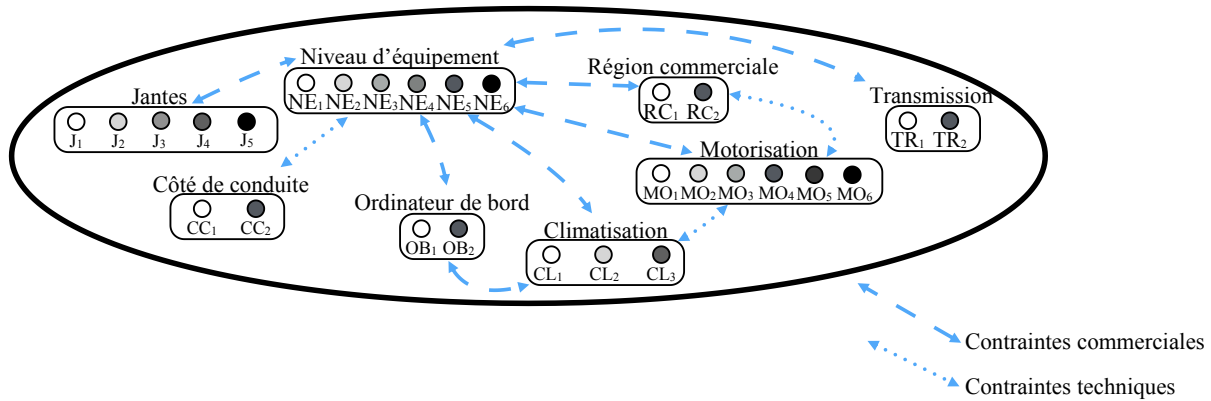 Niveau d'équipement
NE1 NE2 NE3 NE4 NE5 NE6
Région commerciale
RC1 RC2
Transmission
TR1 TR2
Jantes
J1 J2 J3 J4 J5
Motorisation
MO1 MO2 MO3 MO4 MO5 MO6
Côté de conduite
CC1 CC2
Ordinateur de bord
OB1 OB2
Climatisation
CL1 CL2 CL3
Contraintes commerciales
Contraintes techniques